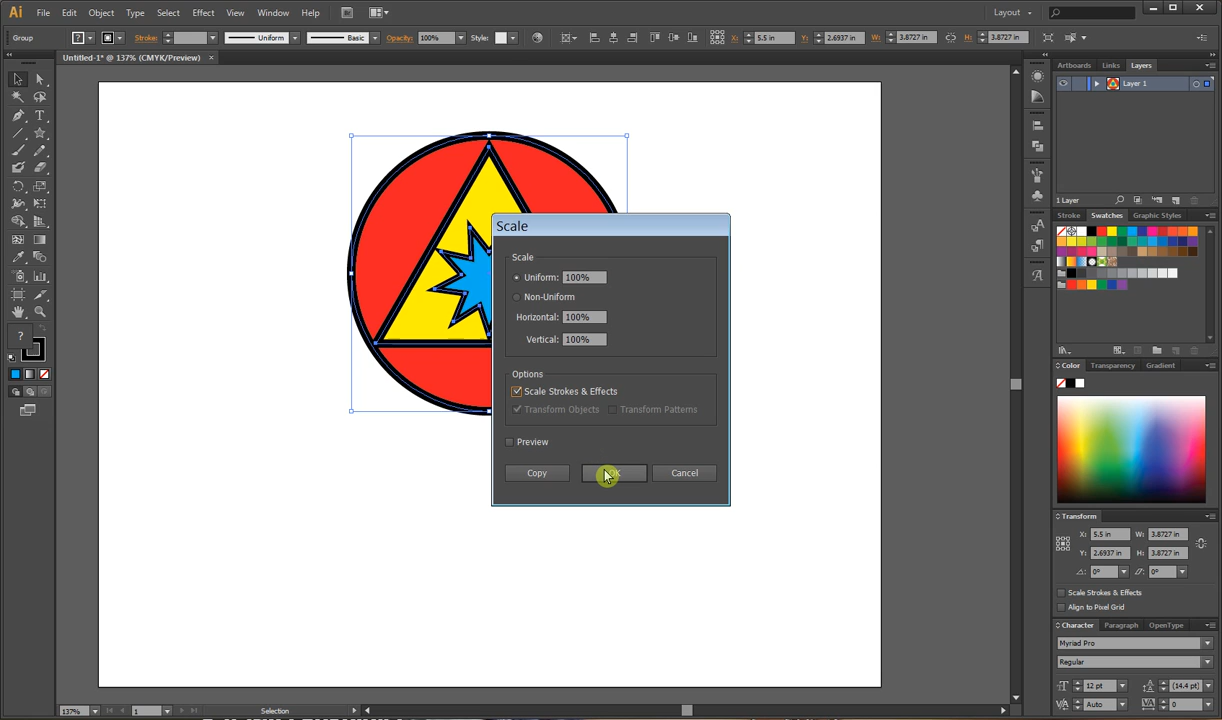 Ai File Edit Object Type Select Effect View Window Help Layout
Group Stroke: Uniform Basic Opacity: 100% Style: X: 5.5 in Y: 2.6937 in W: 3.8727 in H: 3.8727 in
Untitled-1* @ 137% (CMYK/Preview) ×
Artboards Links Layers
Layer 1
1 Layer
Stroke Swatches Graphic Styles
Scale
Scale
Uniform: 100%
Non-Uniform
Horizontal: 100%
Vertical: 100%
Options
Scale Strokes & Effects
Transform Objects Transform Patterns
Preview
Copy OK Cancel
?
Color Transparency Gradient
Transform
X: 5.5 in W: 3.8727 in
Y: 2.6937 in H: 3.8727 in
0° 0°
Scale Strokes & Effects
Align to Pixel Grid
Character Paragraph OpenType
Myriad Pro
Regular
12 pt (14.4 pt)
Auto 0
137% 1 Selection